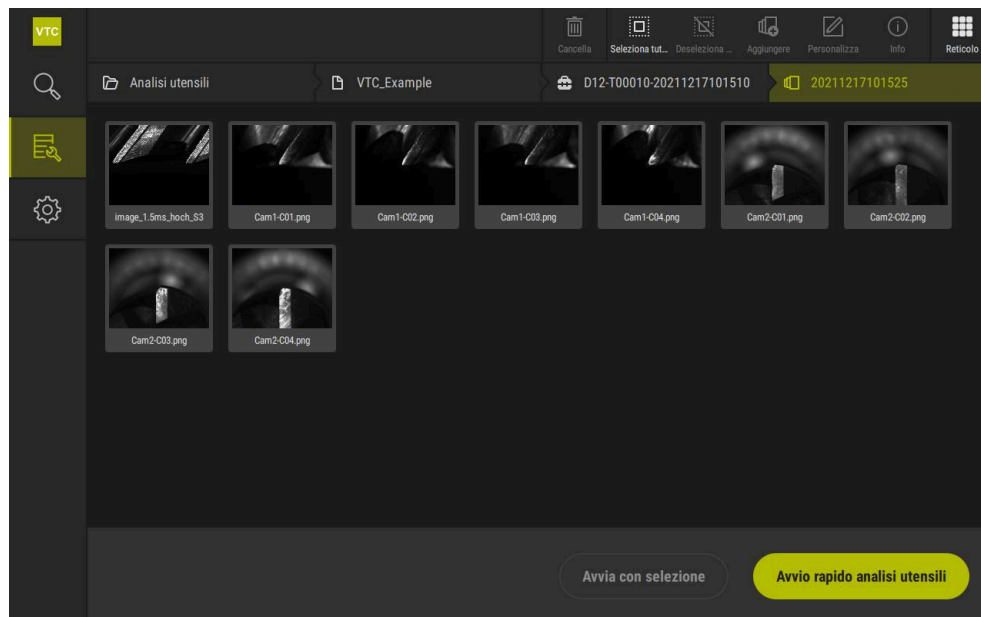 VTC
Cancella
Seleziona tut...
Deseleziona ...
Aggiungere
Personalizza
Info
Reticolo
Analisi utensili
VTC_Example
D12-T00010-20211217101510
20211217101525
image_1.5ms_hoch_S3
Cam1-C01.png
Cam1-C02.png
Cam1-C03.png
Cam1-C04.png
Cam2-C01.png
Cam2-C02.png
Cam2-C03.png
Cam2-C04.png
Avvia con selezione
Avvio rapido analisi utensili